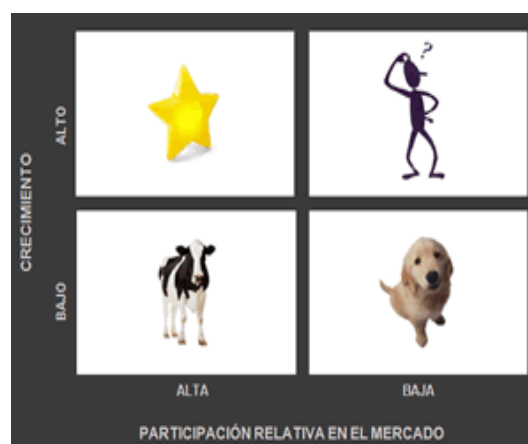 CRECIMIENTO
ALTO
?
BAJO
ALTA
BAJA
PARTICIPACIÓN RELATIVA EN EL MERCADO